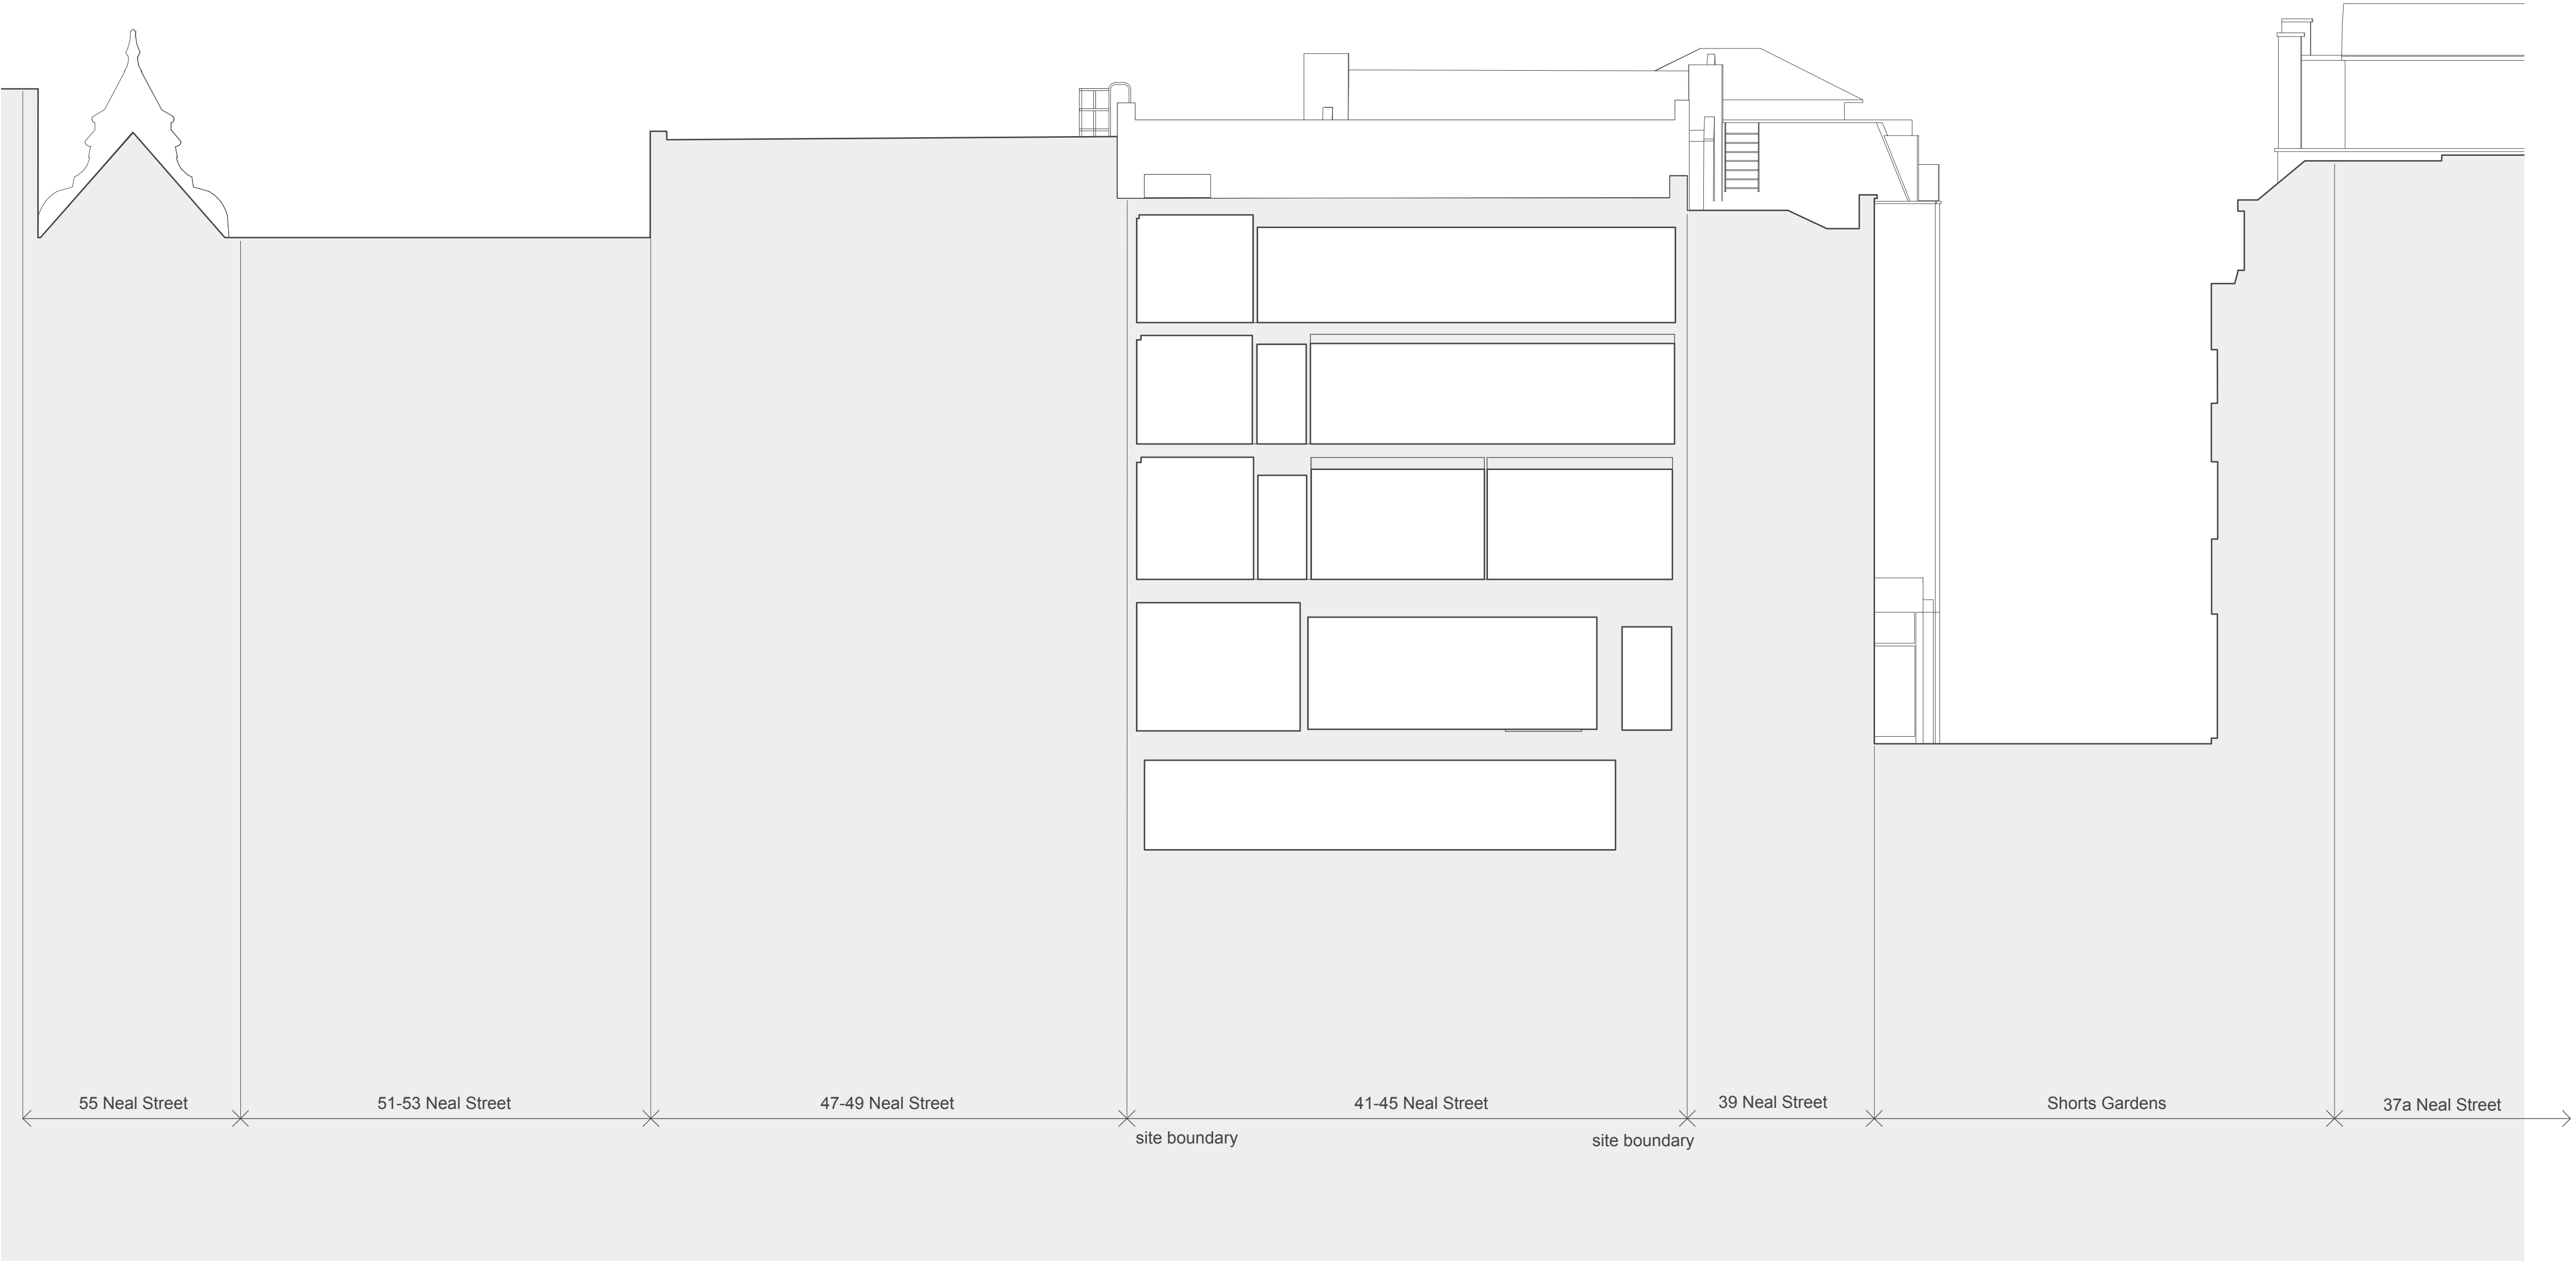 55 Neal Street
51-53 Neal Street
47-49 Neal Street
41-45 Neal Street
39 Neal Street
Shorts Gardens
37a Neal Street
site boundary
site boundary